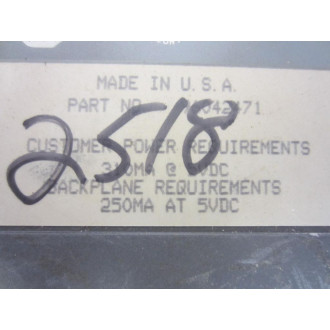 MADE IN U.S.A.
PART NO.
2518
CUSTOMER POWER REQUIREMENTS
BACKPLANE REQUIREMENTS
250MA AT 5VDC